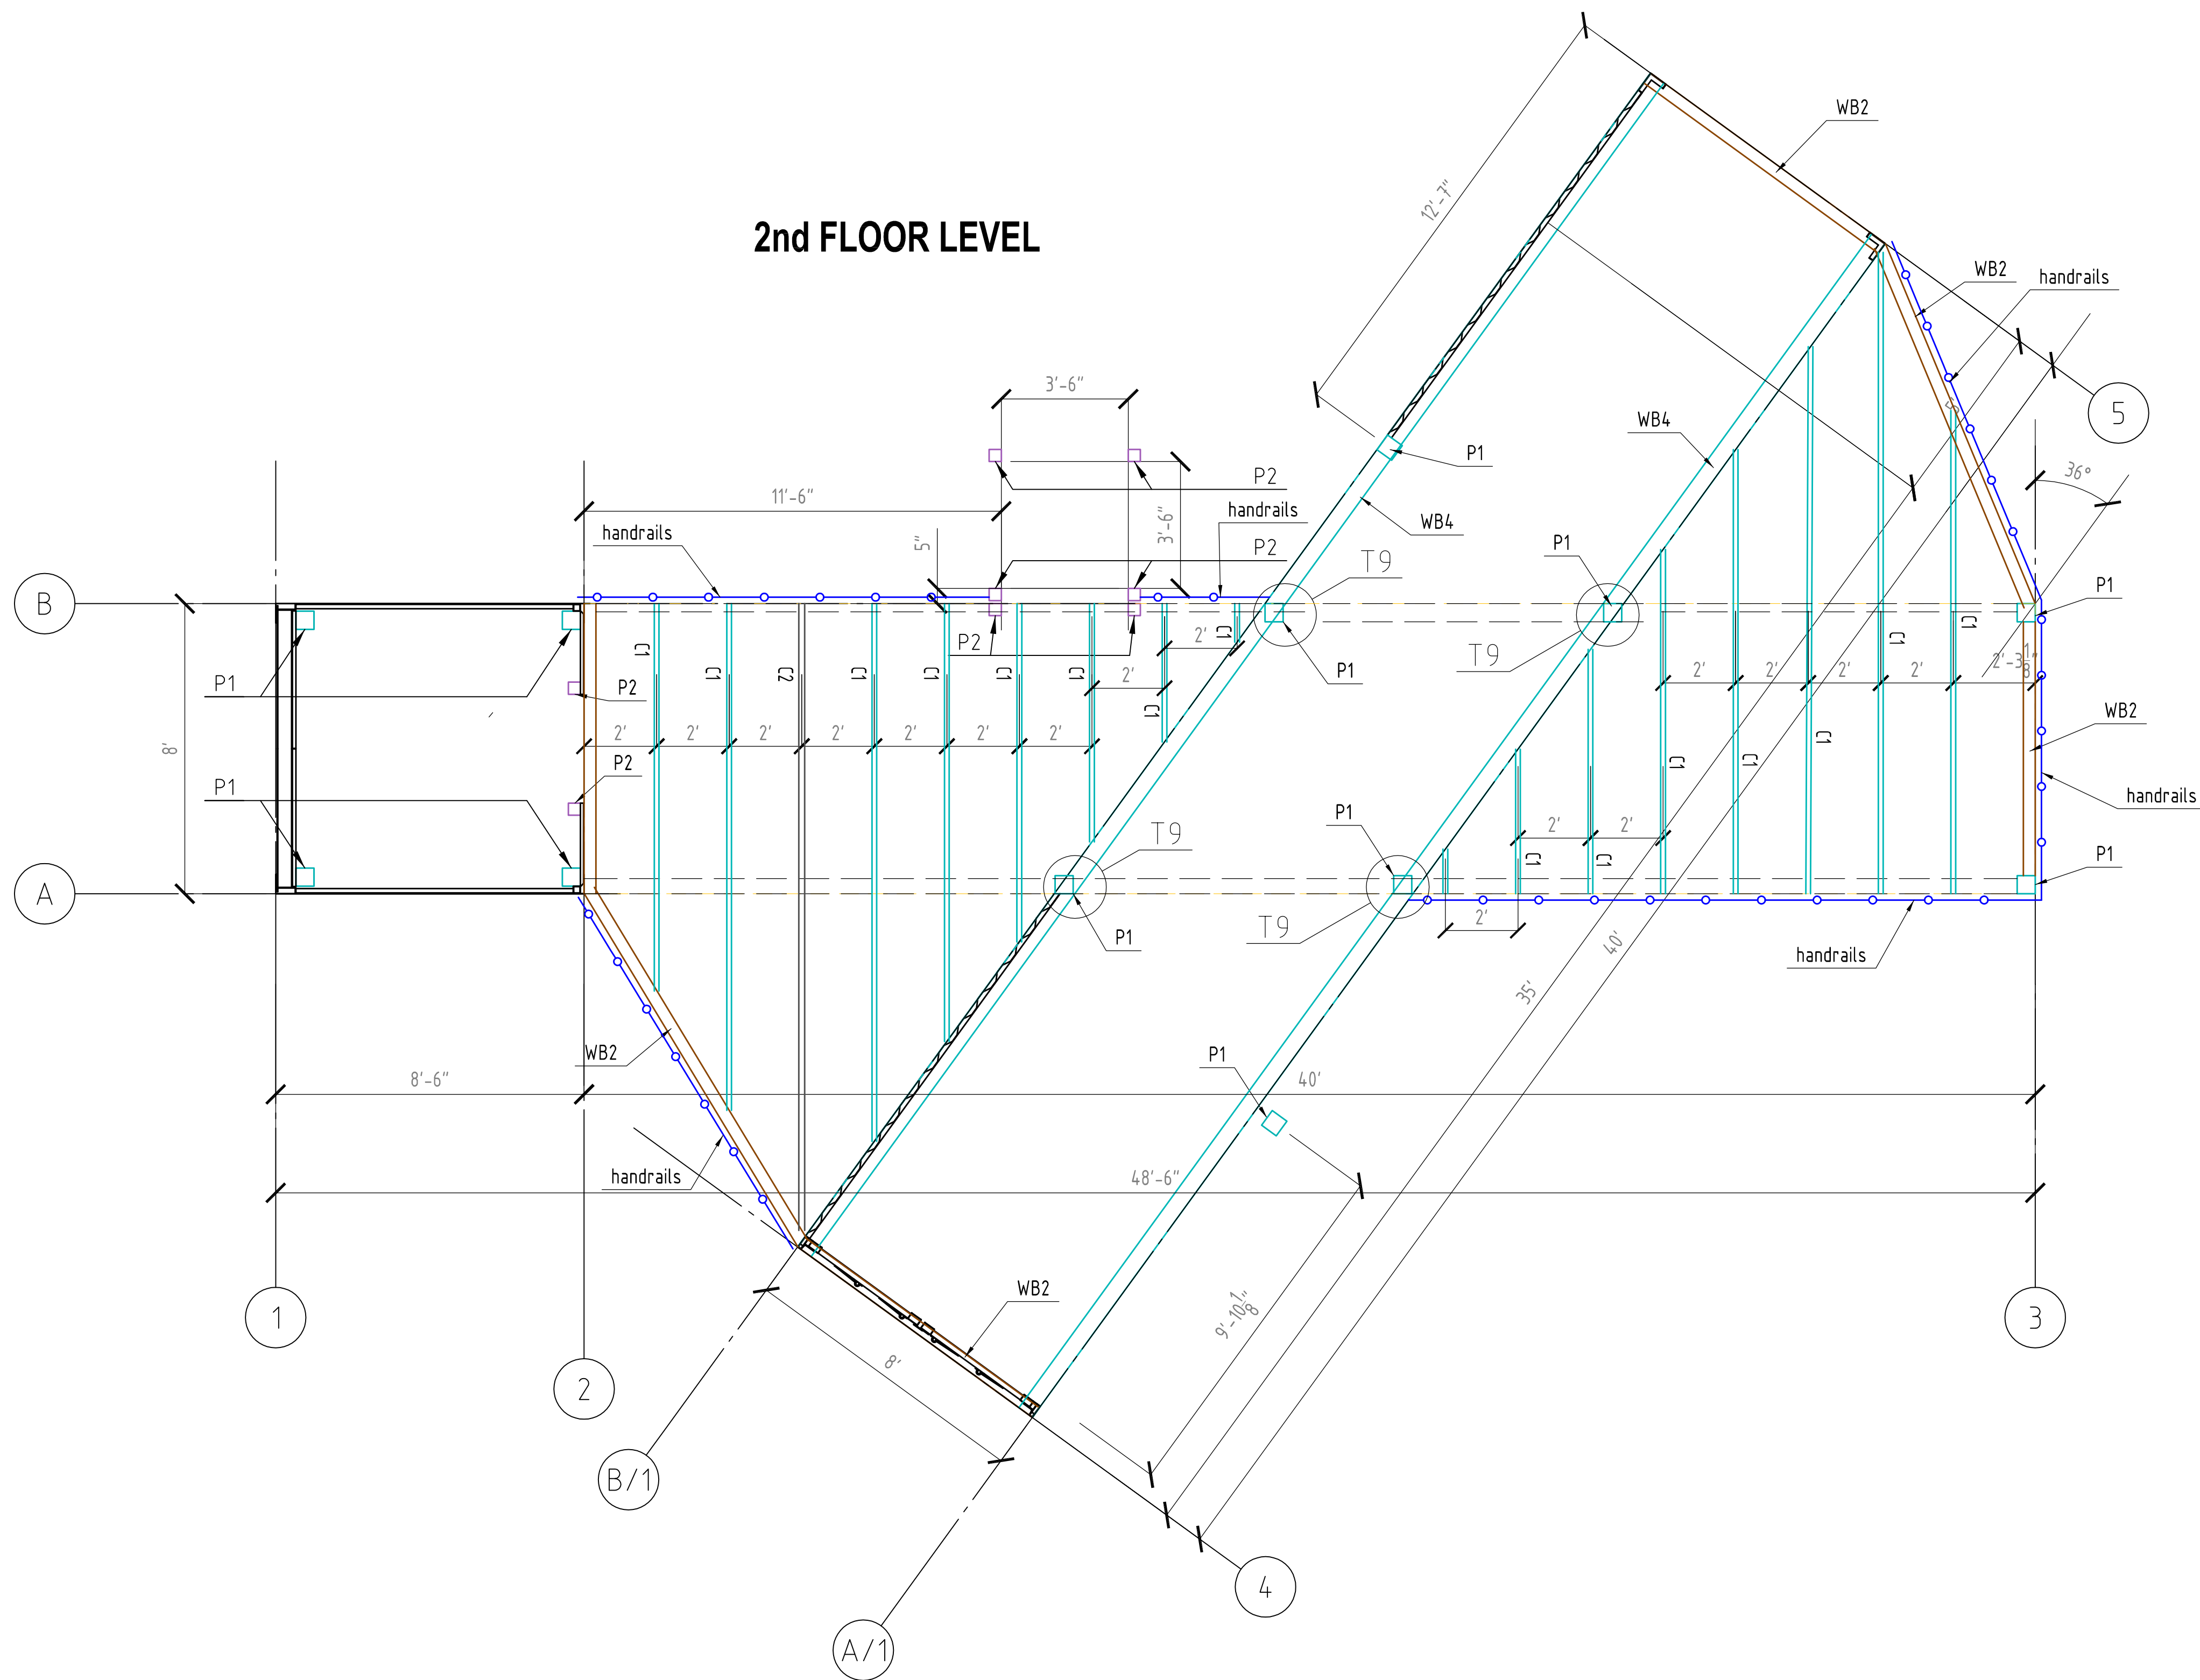 2nd FLOOR LEVEL
WB2
12'-7"
WB2
handrails
5
36°
WB4
P1
WB4
3'-6"
P2
11'-6"
handrails
3'-6"
5"
handrails
P2
T9
P1
B
P1
P2
C1
C1
C2
C1
C1
C1
C1
C1
C1
P2
2'
2'
T9
P1
C1
C1
2'-3 1/8"
2'
2'
2'
2'
P1
P2
2'
2'
2'
2'
2'
2'
2'
8'
WB2
C1
C1
C1
P1
handrails
T9
P1
2'
2'
C1
C1
P1
A
P1
T9
2'
handrails
40'
35'
WB2
P1
8'-6"
40'
handrails
48'-6"
WB2
9'-10 1/8"
1
3
2
8'
B/1
4
A/1